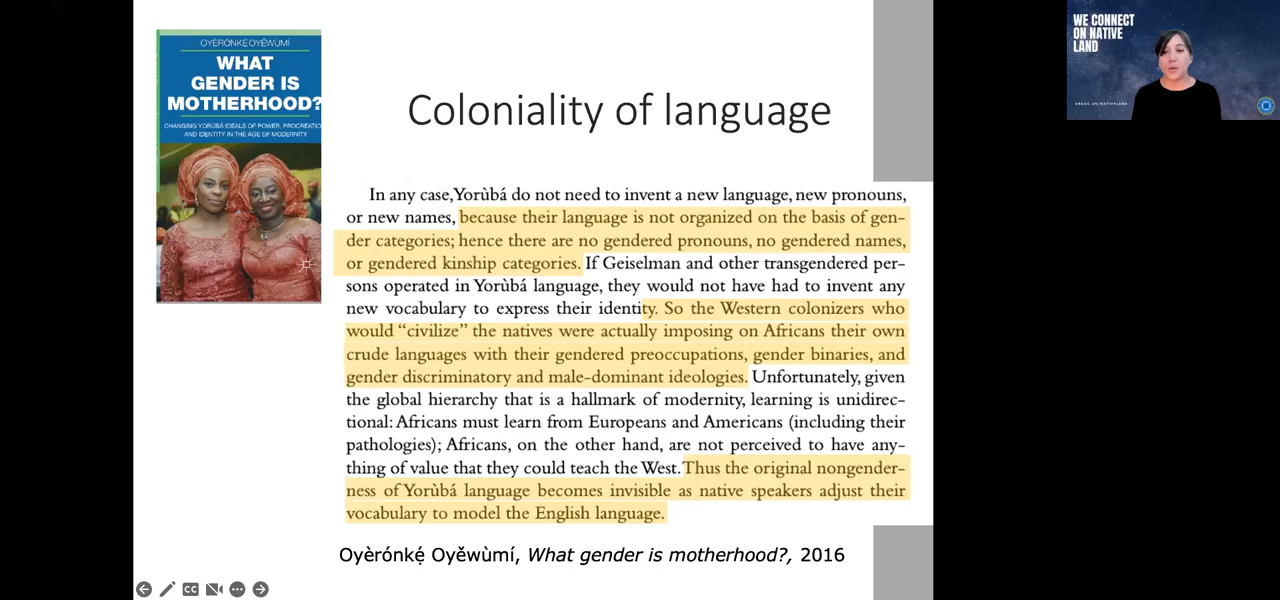 OYÈRÓNKẸ́ OYĚWÙMÍ
WHAT
GENDER IS
MOTHERHOOD?
CHANGING YORÙBÁ IDEALS OF POWER, PROCREATIO
AND IDENTITY IN THE AGE OF MODERNITY
Coloniality of language
In any case, Yorùbá do not need to invent a new language, new pronouns,
or new names, because their language is not organized on the basis of gen-
der categories; hence there are no gendered pronouns, no gendered names,
or gendered kinship categories. If Geiselman and other transgendered per-
sons operated in Yorùbá language, they would not have had to invent any
new vocabulary to express their identity. So the Western colonizers who
would “civilize” the natives were actually imposing on Africans their own
crude languages with their gendered preoccupations, gender binaries, and
gender discriminatory and male-dominant ideologies. Unfortunately, given
the global hierarchy that is a hallmark of modernity, learning is unidirec-
tional: Africans must learn from Europeans and Americans (including their
pathologies); Africans, on the other hand, are not perceived to have any-
thing of value that they could teach the West. Thus the original nongender-
ness of Yorùbá language becomes invisible as native speakers adjust their
vocabulary to model the English language.
Oyèrónkẹ́ Oyěwùmí, What gender is motherhood?, 2016
CC
WE CONNECT
ON NATIVE
LAND